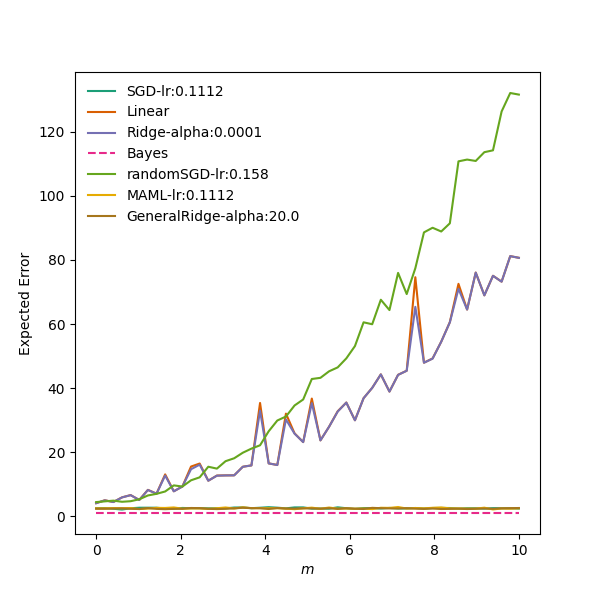 SGD-lr:0.1112
Linear
Ridge-alpha:0.0001
Bayes
randomSGD-lr:0.158
MAML-lr:0.1112
GeneralRidge-alpha:20.0
Expected Error
120
100
80
60
40
20
0
0 2 4 6 8 10
m